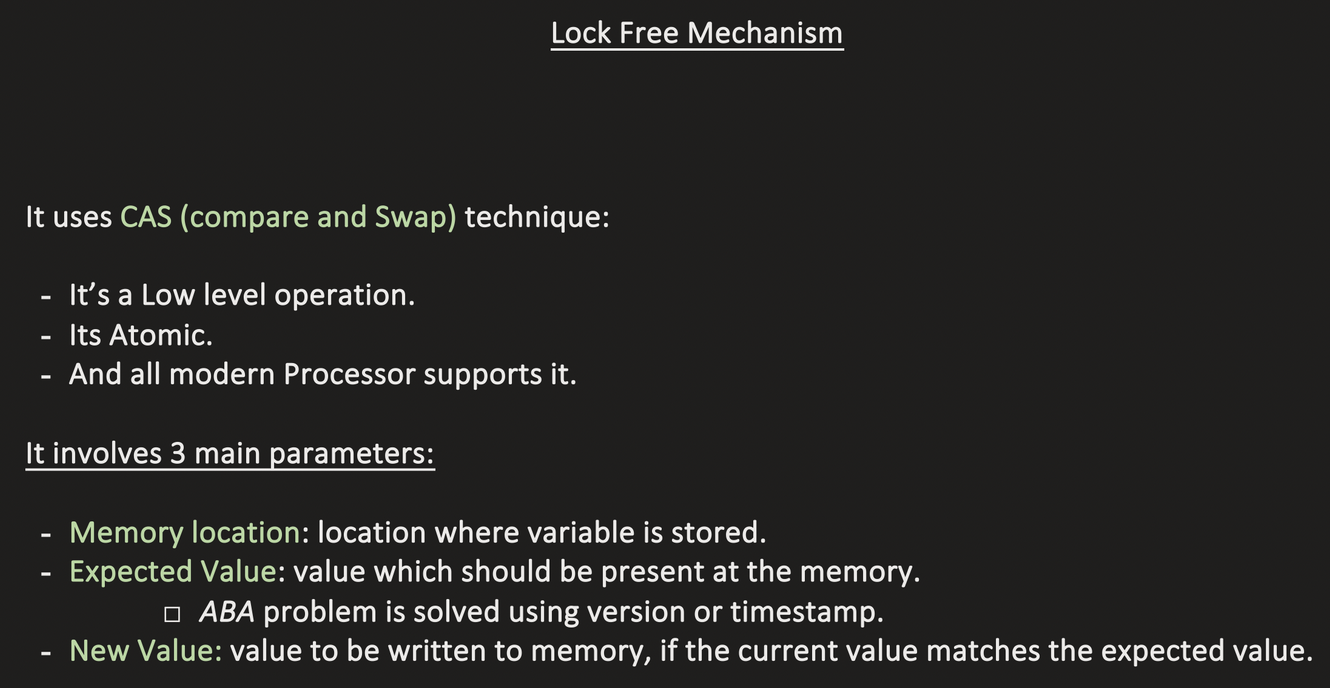 Lock Free Mechanism
It uses CAS (compare and Swap) technique:
- It’s a Low level operation.
- Its Atomic.
- And all modern Processor supports it.
It involves 3 main parameters:
- Memory location: location where variable is stored.
- Expected Value: value which should be present at the memory.
□ ABA problem is solved using version or timestamp.
- New Value: value to be written to memory, if the current value matches the expected value.